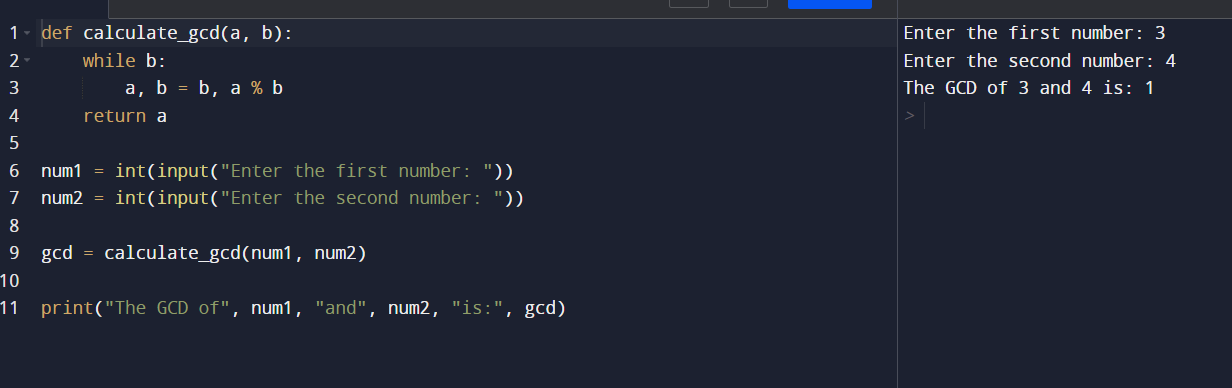 1 def calculate_gcd(a, b):
2     while b:
3         a, b = b, a % b
4     return a
5
6 num1 = int(input("Enter the first number: "))
7 num2 = int(input("Enter the second number: "))
8
9 gcd = calculate_gcd(num1, num2)
10
11 print("The GCD of", num1, "and", num2, "is:", gcd)
Enter the first number: 3
Enter the second number: 4
The GCD of 3 and 4 is: 1
>